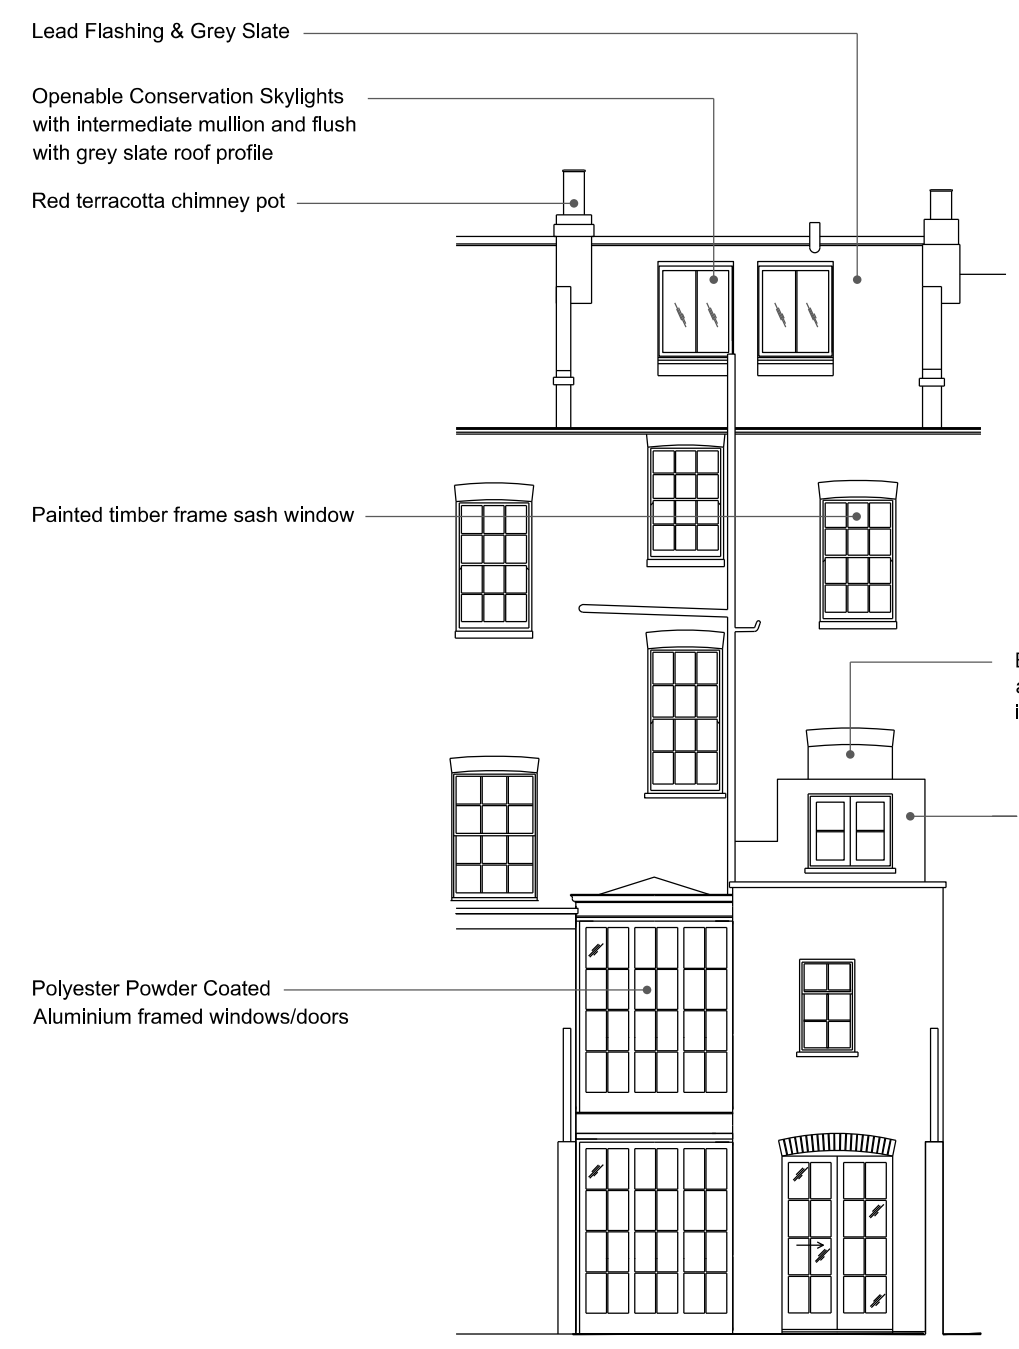 Lead Flashing & Grey Slate
Openable Conservation Skylights
with intermediate mullion and flush
with grey slate roof profile
Red terracotta chimney pot
Painted timber frame sash window
Polyester Powder Coated
Aluminium framed windows/doors